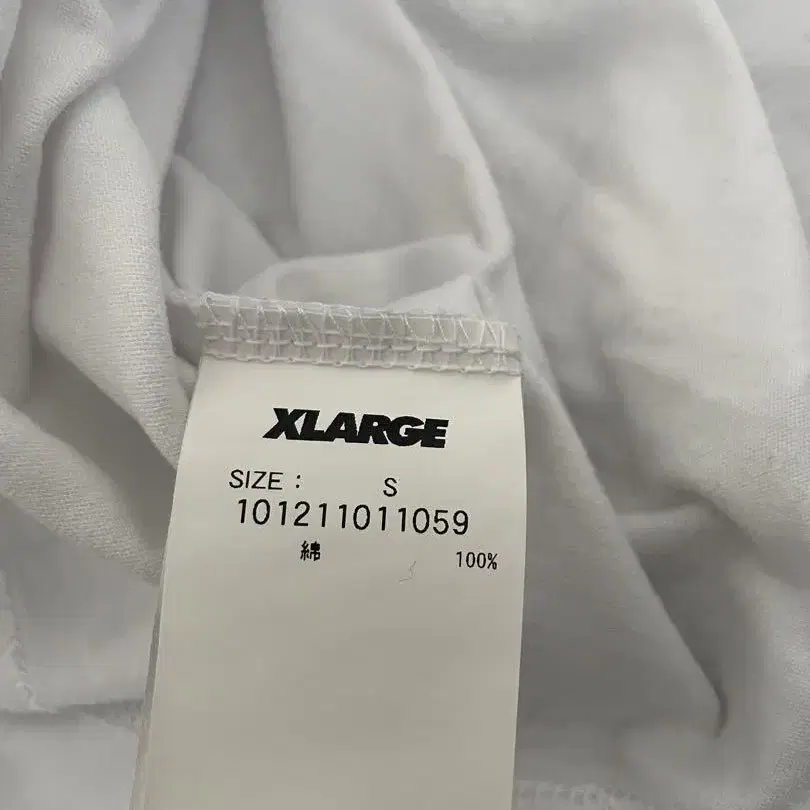 XLARGE
SIZE : S
101211011059
綿 100%